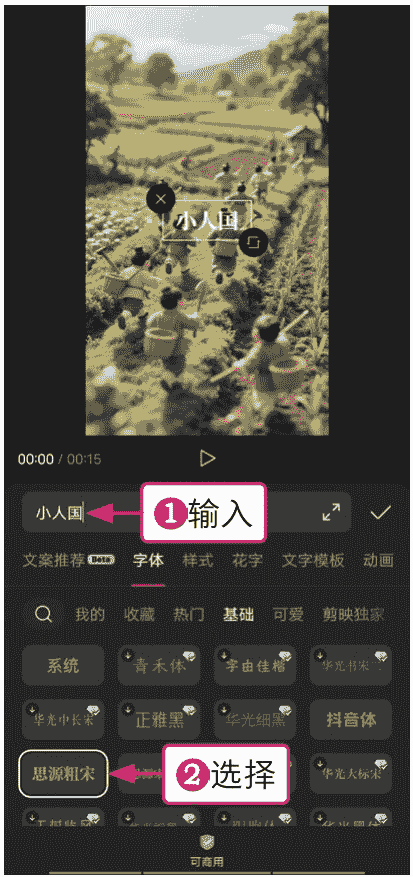 小人国
00:00 / 00:15
小人国
1输入
文案推荐 Beta 字体 样式 花字 文字模板 动画
我的 收藏 热门 基础 可爱 剪映独家
系统 青禾体 字由佳楷 华光书宋二
华光中长宋 正雅黑 华光细黑 抖音体
思源粗宋 2选择 华光大标宋
可商用